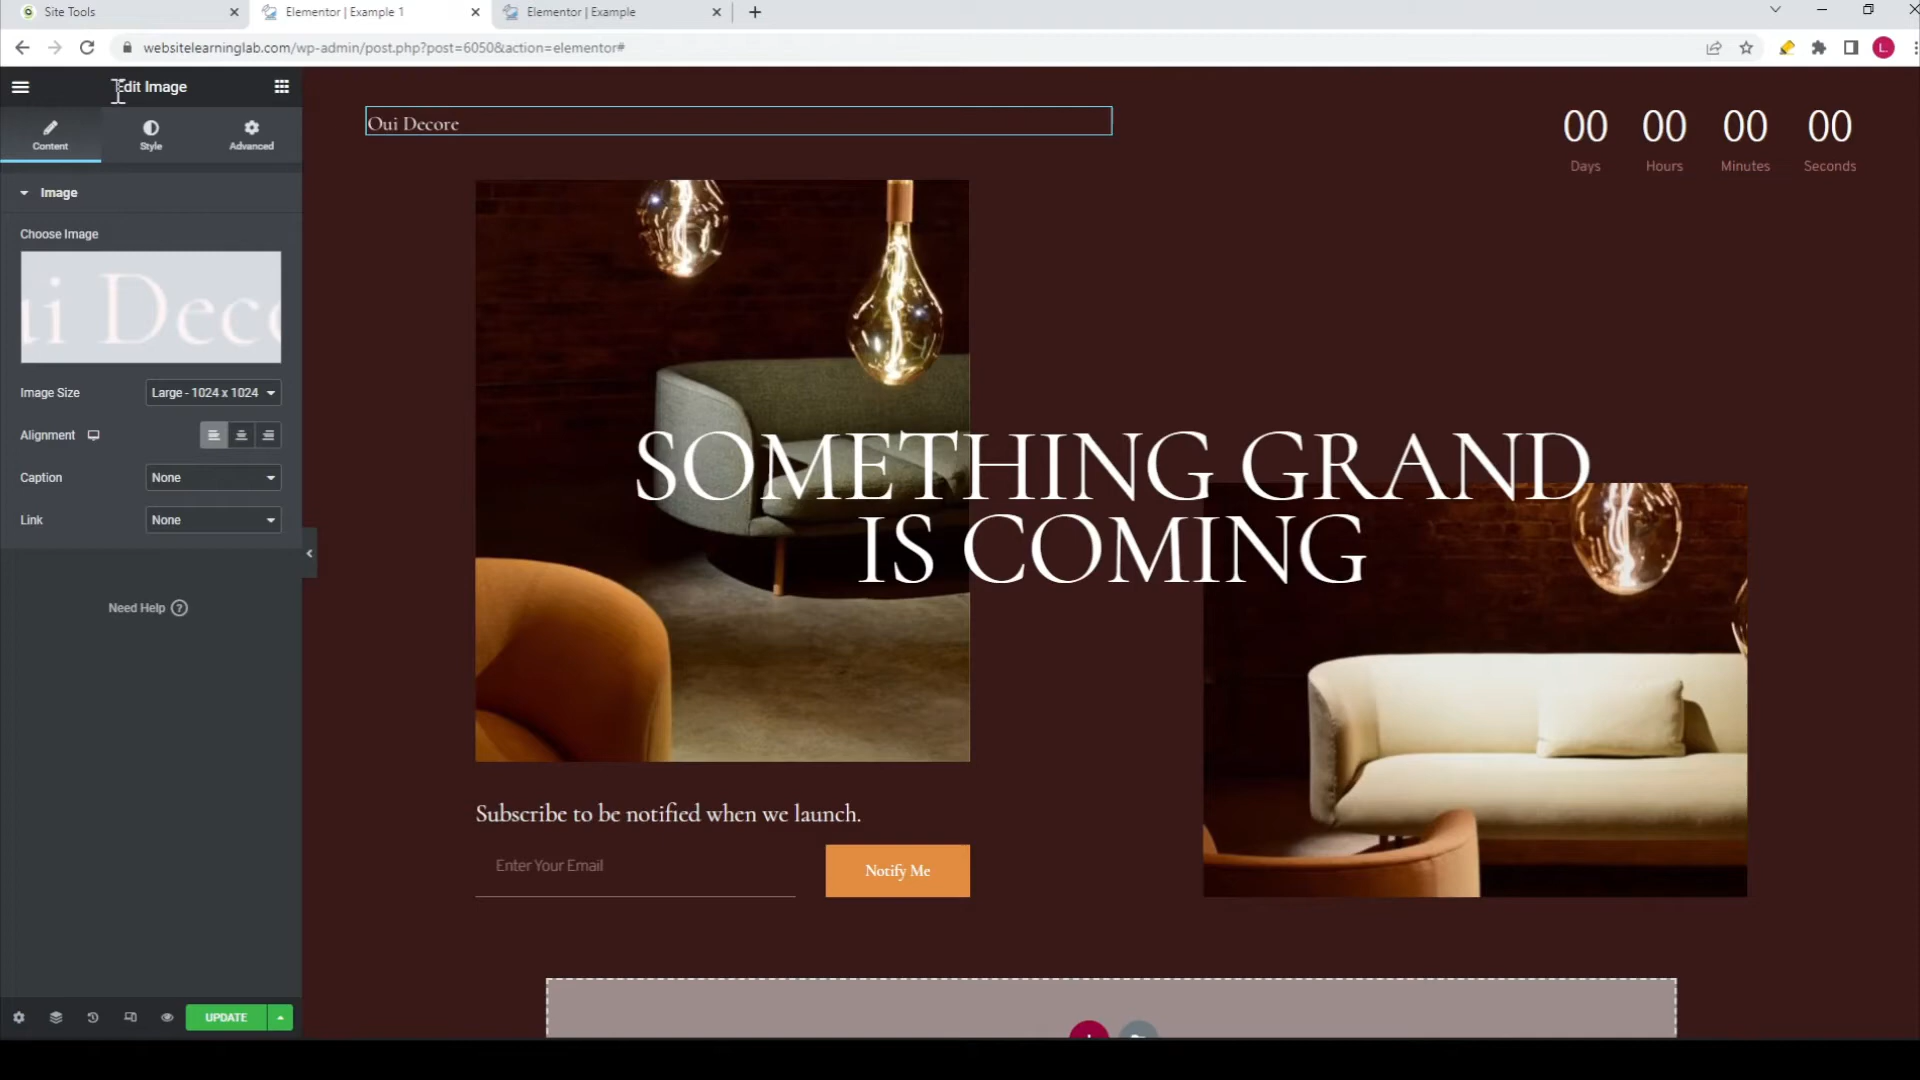 Site Tools
Elementor | Example 1
Elementor | Example
websitelearninglab.com/wp-admin/post.php?post=6050&action=elementor#
L
Edit Image
Content
Style
Advanced
Image
Choose Image
ui Deco
Image Size
Large - 1024 x 1024
Alignment
Caption
None
Link
None
Need Help ?
UPDATE
Oui Decore
00 00 00 00
Days Hours Minutes Seconds
SOMETHING GRAND
IS COMING
Subscribe to be notified when we launch.
Enter Your Email
Notify Me